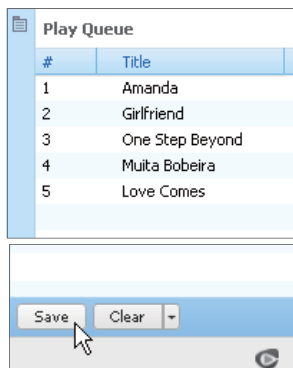 Play Queue
# Title
1 Amanda
2 Girlfriend
3 One Step Beyond
4 Muita Bobeira
5 Love Comes
Save Clear